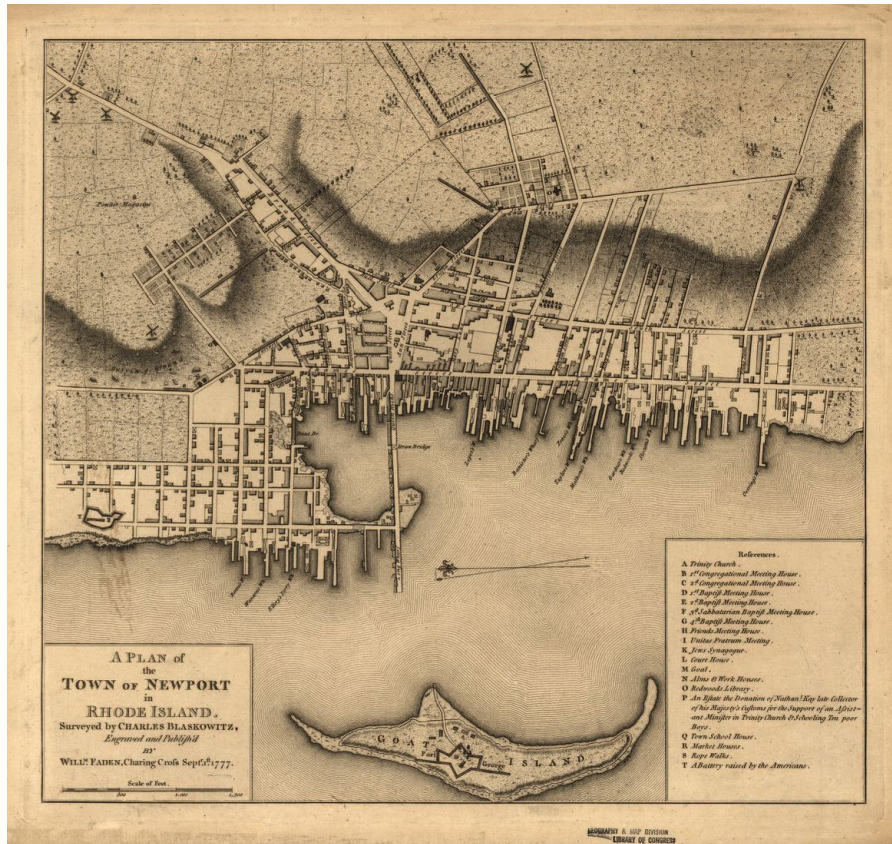 Powder Magazine
Draw Bridge
GOAT ISLAND
Fort George
A PLAN of
the
TOWN OF NEWPORT
in
RHODE ISLAND.
Surveyed by CHARLES BLASKOWITZ,
Engraved and Publish'd
BY
WILLM. FADEN, Charing Cross Septr. 1st. 1777.
Scale of Feet.
References.
A Trinity Church.
B 1st Congregational Meeting House.
C 2d Congregational Meeting House.
D 1st Baptist Meeting House.
E 2d Baptist Meeting House.
F 3d Sabbatarian Baptist Meeting House.
G 4th Baptist Meeting House.
H Friends Meeting House.
I Unitas Fratrum Meeting.
K Jews Synagogue.
L Court House.
M Goal.
N Alms & Work Houses.
O Redwoods Library.
P An Estate the Donation of Nathanl. Kay late Collector
of his Majesty's Customs for the Support of an Assist-
ant Minister in Trinity Church & Schooling Ten poor
Boys.
Q Town School House.
R Market Houses.
S Rope Walks.
T A Battery raised by the Americans.
GEOGRAPHY & MAP DIVISION
LIBRARY OF CONGRESS